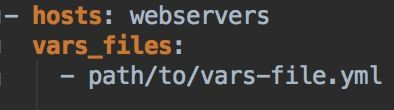 - hosts: webservers
vars_files:
- path/to/vars-file.yml